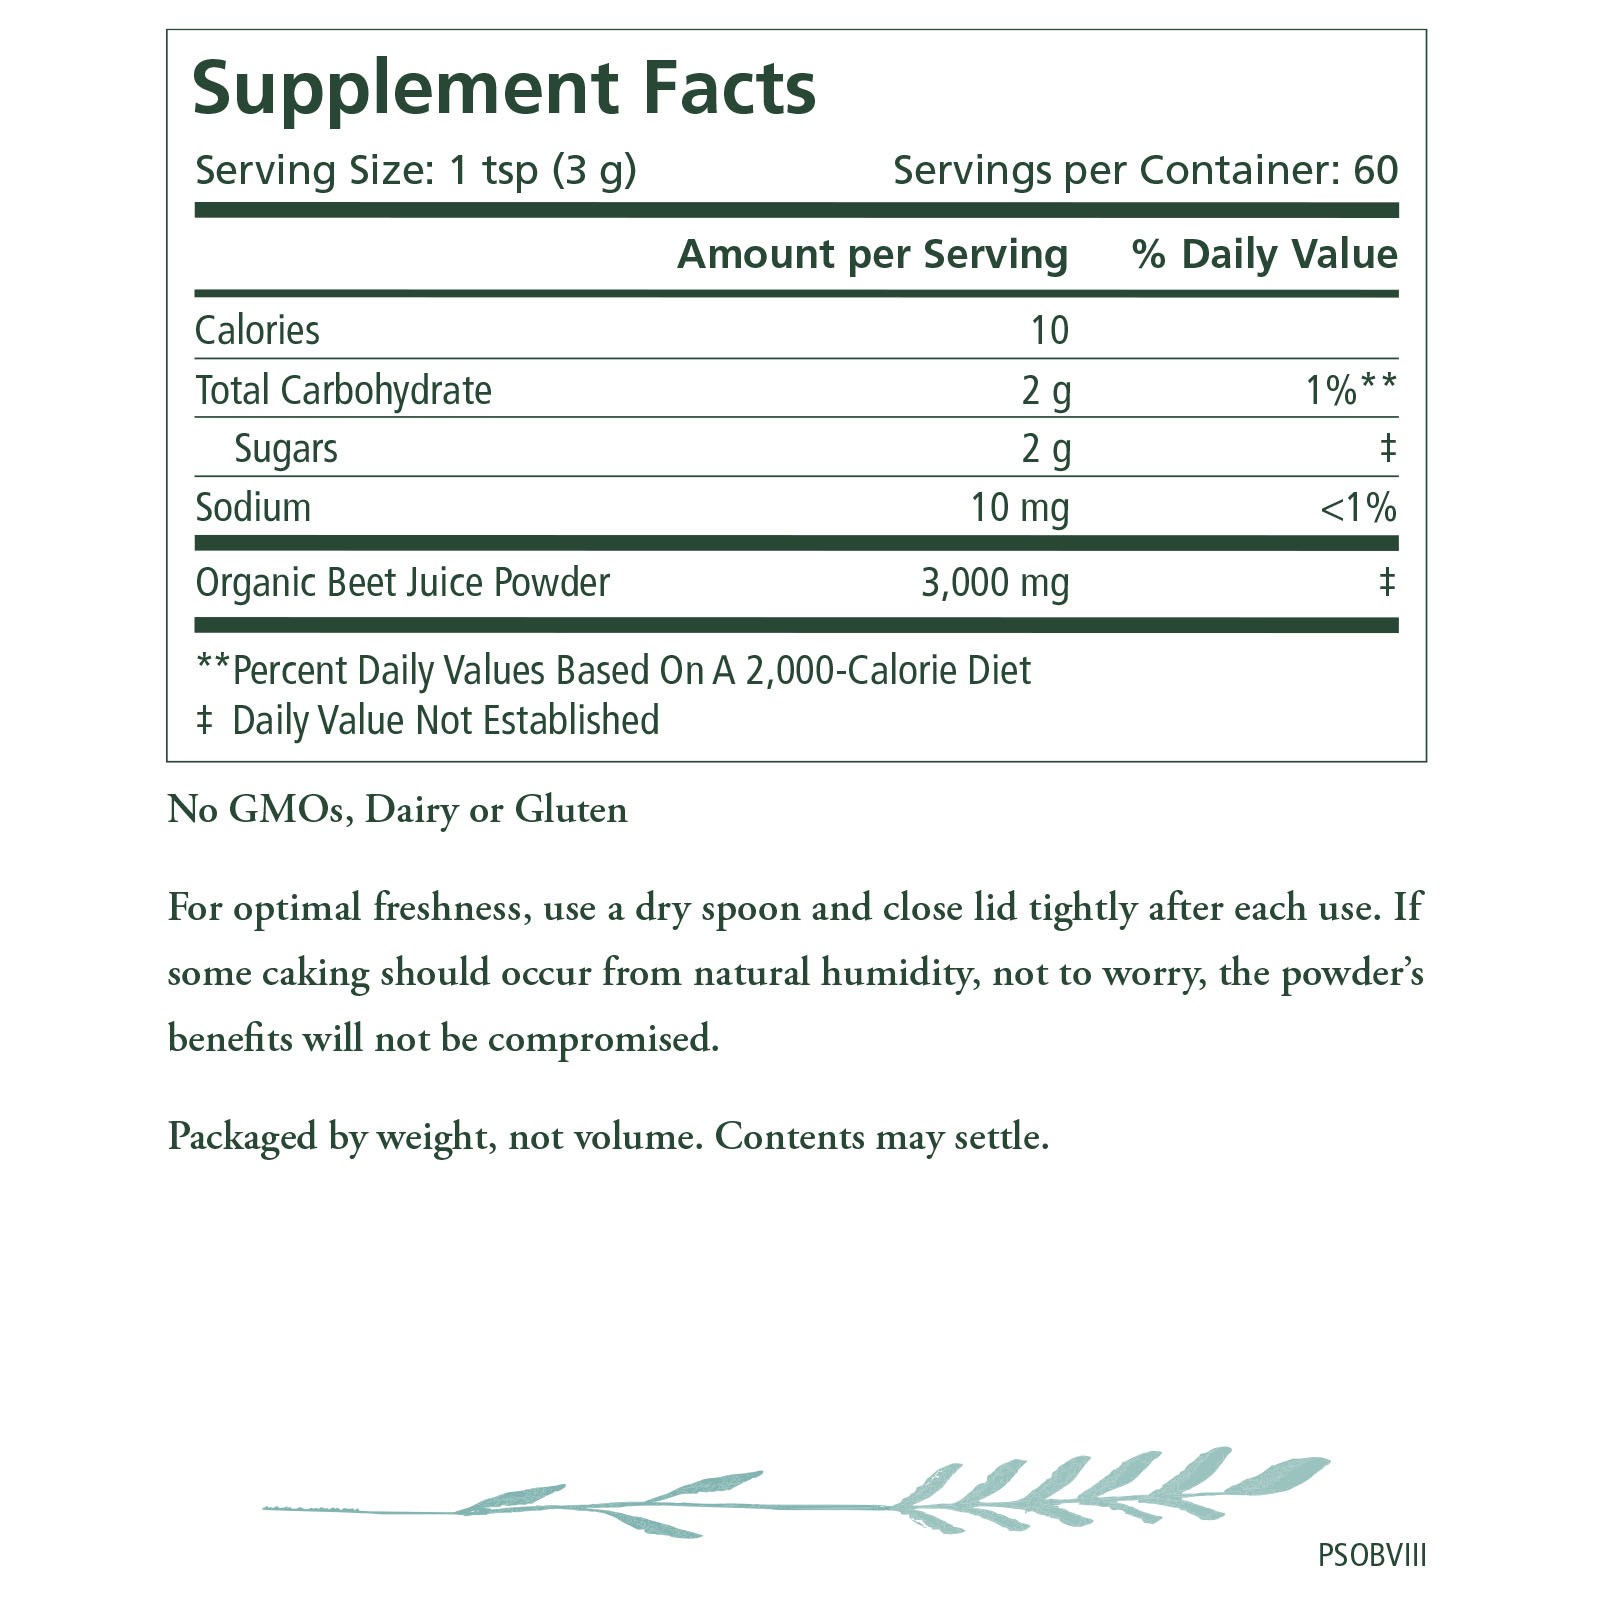 Supplement Facts
Serving Size: 1 tsp (3 g) Servings per Container: 60
Amount per Serving % Daily Value
Calories 10
Total Carbohydrate 2 g 1%**
Sugars 2 g ‡
Sodium 10 mg <1%
Organic Beet Juice Powder 3,000 mg ‡
**Percent Daily Values Based On A 2,000-Calorie Diet
‡ Daily Value Not Established
No GMOs, Dairy or Gluten
For optimal freshness, use a dry spoon and close lid tightly after each use. If
some caking should occur from natural humidity, not to worry, the powder’s
benefits will not be compromised.
Packaged by weight, not volume. Contents may settle.
PSOBVIII